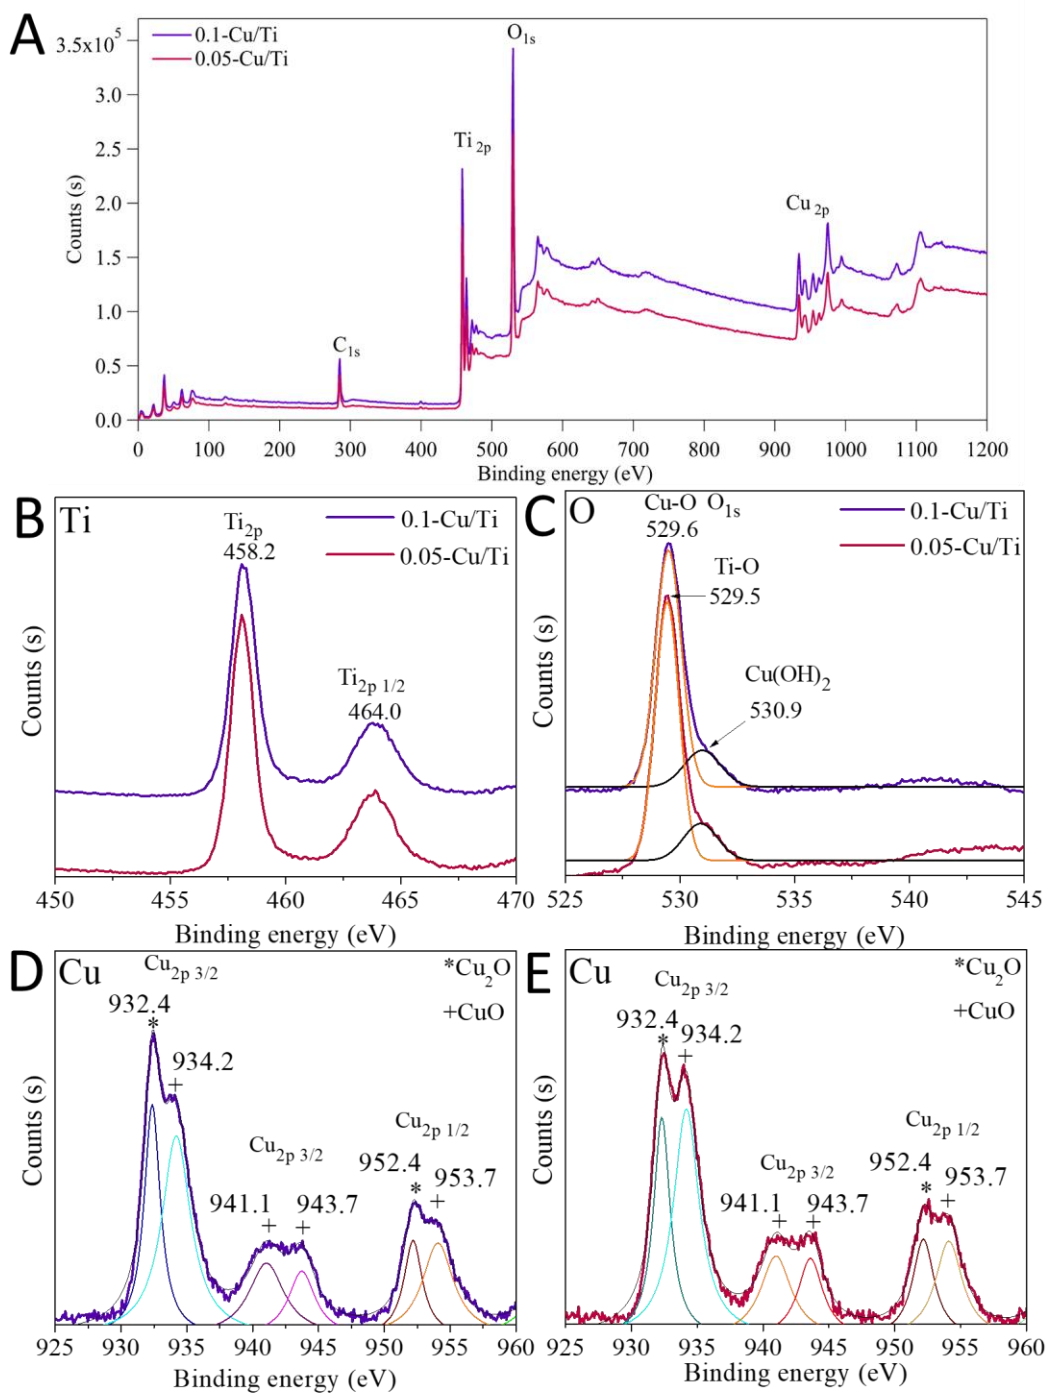 A
3.5x10⁵
3.0
2.5
2.0
1.5
1.0
0.5
0.0
Counts (s)
0.1-Cu/Ti
0.05-Cu/Ti
O1s
Ti 2p
C1s
Cu 2p
0 100 200 300 400 500 600 700 800 900 1000 1100 1200
Binding energy (eV)
B
Ti
Ti2p
458.2
0.1-Cu/Ti
0.05-Cu/Ti
Ti2p 1/2
464.0
Counts (s)
450 455 460 465 470
Binding energy (eV)
C
O
Cu-O O1s
529.6
0.1-Cu/Ti
0.05-Cu/Ti
Ti-O
529.5
Cu(OH)2
530.9
Counts (s)
525 530 535 540 545
Binding energy (eV)
D
Cu
Cu2p 3/2
*Cu2O
+CuO
932.4
*
934.2
+
Cu2p 3/2
941.1
+
943.7
+
Cu2p 1/2
952.4
*
953.7
+
Counts (s)
925 930 935 940 945 950 955 960
Binding energy (eV)
E
Cu
Cu2p 3/2
*Cu2O
+CuO
932.4
*
934.2
+
Cu2p 3/2
941.1
+
943.7
+
Cu2p 1/2
952.4
*
953.7
+
Counts (s)
925 930 935 940 945 950 955 960
Binding energy (eV)